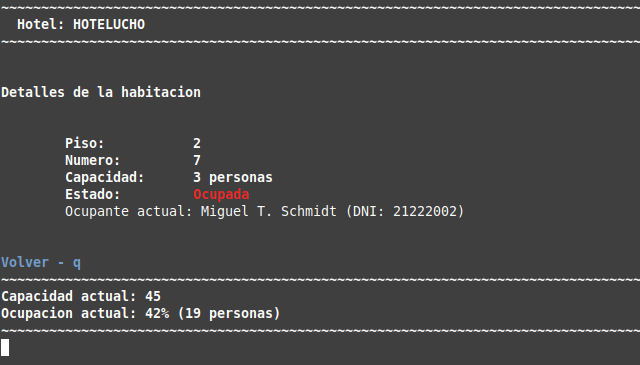 ~~~~~~~~~~~~~~~~~~~~~~~~~~~~~~~~~~~~~~~~~~~~~~~~~~~~~~~~~~~~~~~~~~~~~~~~~~~~~~~~
Hotel: HOTELUCHO
~~~~~~~~~~~~~~~~~~~~~~~~~~~~~~~~~~~~~~~~~~~~~~~~~~~~~~~~~~~~~~~~~~~~~~~~~~~~~~~~
Detalles de la habitacion
Piso: 2
Numero: 7
Capacidad: 3 personas
Estado: Ocupada
Ocupante actual: Miguel T. Schmidt (DNI: 21222002)
Volver - q
~~~~~~~~~~~~~~~~~~~~~~~~~~~~~~~~~~~~~~~~~~~~~~~~~~~~~~~~~~~~~~~~~~~~~~~~~~~~~~~~
Capacidad actual: 45
Ocupacion actual: 42% (19 personas)
~~~~~~~~~~~~~~~~~~~~~~~~~~~~~~~~~~~~~~~~~~~~~~~~~~~~~~~~~~~~~~~~~~~~~~~~~~~~~~~~